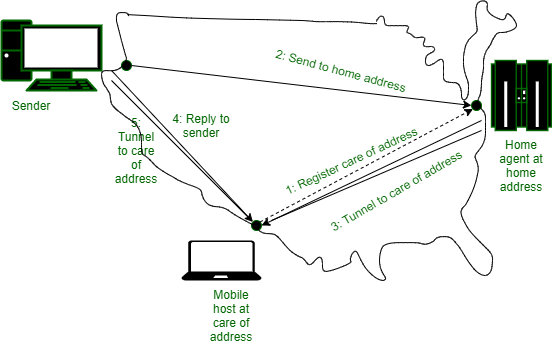 2: Send to home address
Sender
4: Reply to
sender
5:
Tunnel
to care
of
address
1: Register care of address
3: Tunnel to care of address
Home
agent at
home
address
Mobile
host at
care of
address